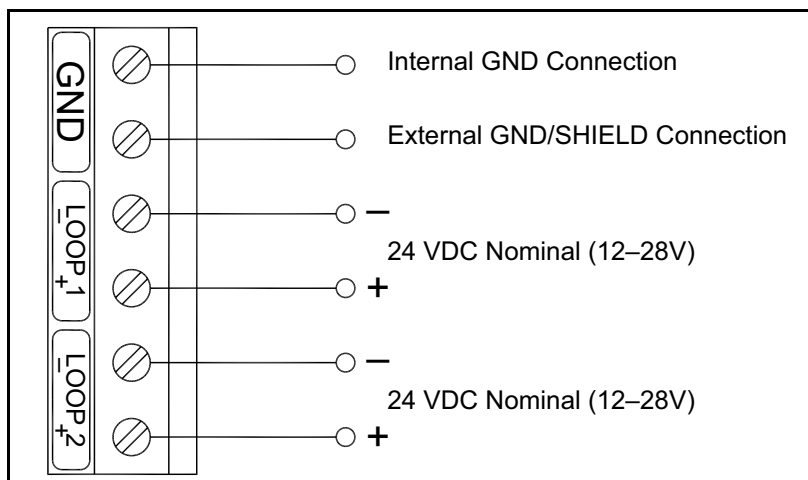 GND
Internal GND Connection
External GND/SHIELD Connection
LOOP 1
− +
−
24 VDC Nominal (12–28V)
+
LOOP 2
− +
−
24 VDC Nominal (12–28V)
+